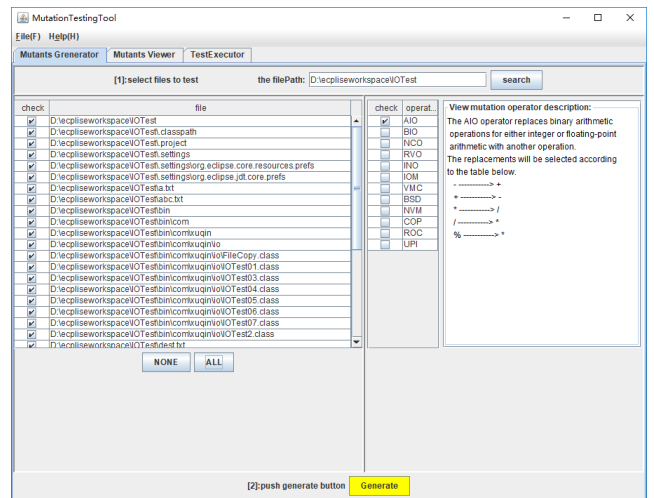 MutationTestingTool
File(F) Help(H)
Mutants Grenerator Mutants Viewer TestExecutor
[1]:select files to test the filePath: D:\ecpliseworkspace\IOTest search
check file
D:\ecpliseworkspace\IOTest
D:\ecpliseworkspace\IOTest\.classpath
D:\ecpliseworkspace\IOTest\.project
D:\ecpliseworkspace\IOTest\.settings
D:\ecpliseworkspace\IOTest\.settings\org.eclipse.core.resources.prefs
D:\ecpliseworkspace\IOTest\.settings\org.eclipse.jdt.core.prefs
D:\ecpliseworkspace\IOTest\a.txt
D:\ecpliseworkspace\IOTest\abc.txt
D:\ecpliseworkspace\IOTest\bin
D:\ecpliseworkspace\IOTest\bin\com
D:\ecpliseworkspace\IOTest\bin\com\xuqin
D:\ecpliseworkspace\IOTest\bin\com\xuqin\io
D:\ecpliseworkspace\IOTest\bin\com\xuqin\io\FileCopy.class
D:\ecpliseworkspace\IOTest\bin\com\xuqin\io\IOTest01.class
D:\ecpliseworkspace\IOTest\bin\com\xuqin\io\IOTest03.class
D:\ecpliseworkspace\IOTest\bin\com\xuqin\io\IOTest04.class
D:\ecpliseworkspace\IOTest\bin\com\xuqin\io\IOTest05.class
D:\ecpliseworkspace\IOTest\bin\com\xuqin\io\IOTest06.class
D:\ecpliseworkspace\IOTest\bin\com\xuqin\io\IOTest07.class
D:\ecpliseworkspace\IOTest\bin\com\xuqin\io\IOTest2.class
D:\ecpliseworkspace\IOTest\dest.txt
NONE ALL
check operat...
AIO
BIO
NCO
RVO
INO
IOM
VMC
BSD
NVM
COP
ROC
UPI
View mutation operator description:
The AIO operator replaces binary arithmetic
operations for either integer or floating-point
arithmetic with another operation.
The replacements will be selected according
to the table below.
- -----------> +
+ -----------> -
* -----------> /
/ -----------> *
% -----------> *
[2]:push generate button Generate